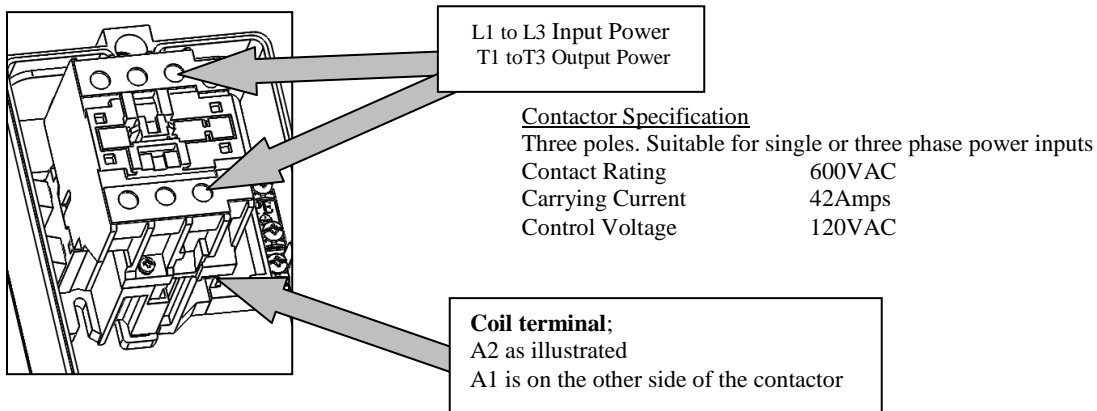 L1 to L3 Input Power
T1 toT3 Output Power
Contactor Specification
Three poles. Suitable for single or three phase power inputs
Contact Rating 600VAC
Carrying Current 42Amps
Control Voltage 120VAC
Coil terminal;
A2 as illustrated
A1 is on the other side of the contactor